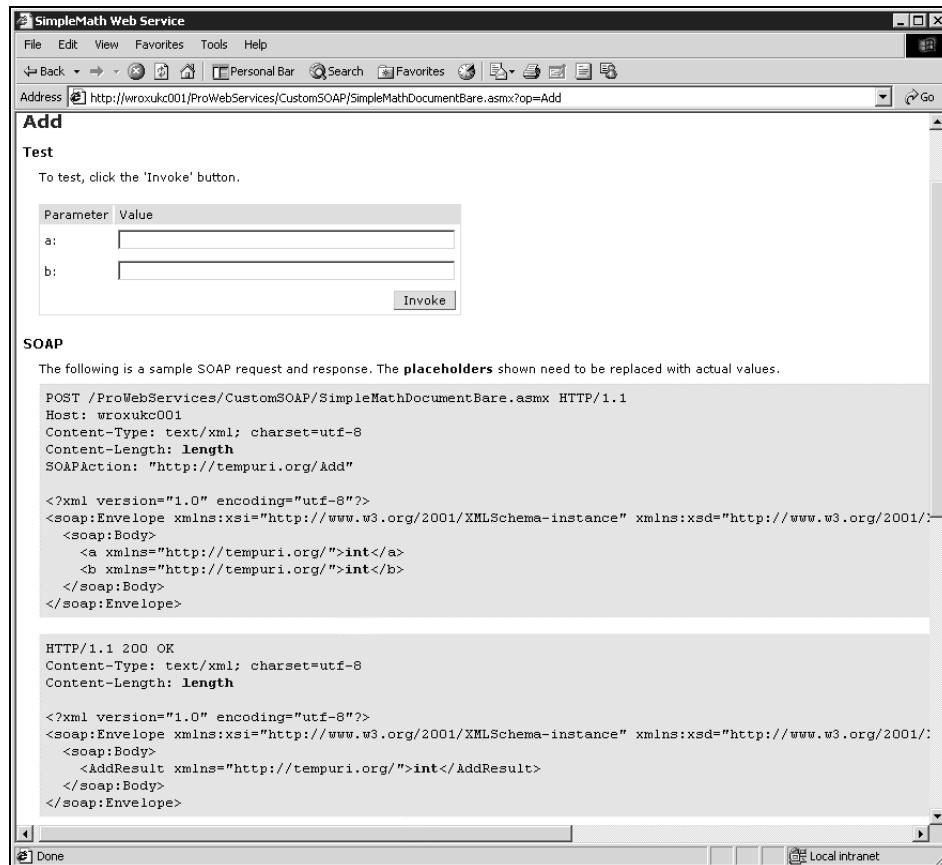 SimpleMath Web Service
File Edit View Favorites Tools Help
Back Personal Bar Search Favorites
Address http://wroxukc001/ProWebServices/CustomSOAP/SimpleMathDocumentBare.asmx?op=Add Go
Add
Test
To test, click the 'Invoke' button.
Parameter Value
a:
b:
Invoke
SOAP
The following is a sample SOAP request and response. The placeholders shown need to be replaced with actual values.
POST /ProWebServices/CustomSOAP/SimpleMathDocumentBare.asmx HTTP/1.1
Host: wroxukc001
Content-Type: text/xml; charset=utf-8
Content-Length: length
SOAPAction: "http://tempuri.org/Add"
<?xml version="1.0" encoding="utf-8"?>
<soap:Envelope xmlns:xsi="http://www.w3.org/2001/XMLSchema-instance" xmlns:xsd="http://www.w3.org/2001/
<soap:Body>
<a xmlns="http://tempuri.org/">int</a>
<b xmlns="http://tempuri.org/">int</b>
</soap:Body>
</soap:Envelope>
HTTP/1.1 200 OK
Content-Type: text/xml; charset=utf-8
Content-Length: length
<?xml version="1.0" encoding="utf-8"?>
<soap:Envelope xmlns:xsi="http://www.w3.org/2001/XMLSchema-instance" xmlns:xsd="http://www.w3.org/2001/
<soap:Body>
<AddResult xmlns="http://tempuri.org/">int</AddResult>
</soap:Body>
</soap:Envelope>
Done Local intranet